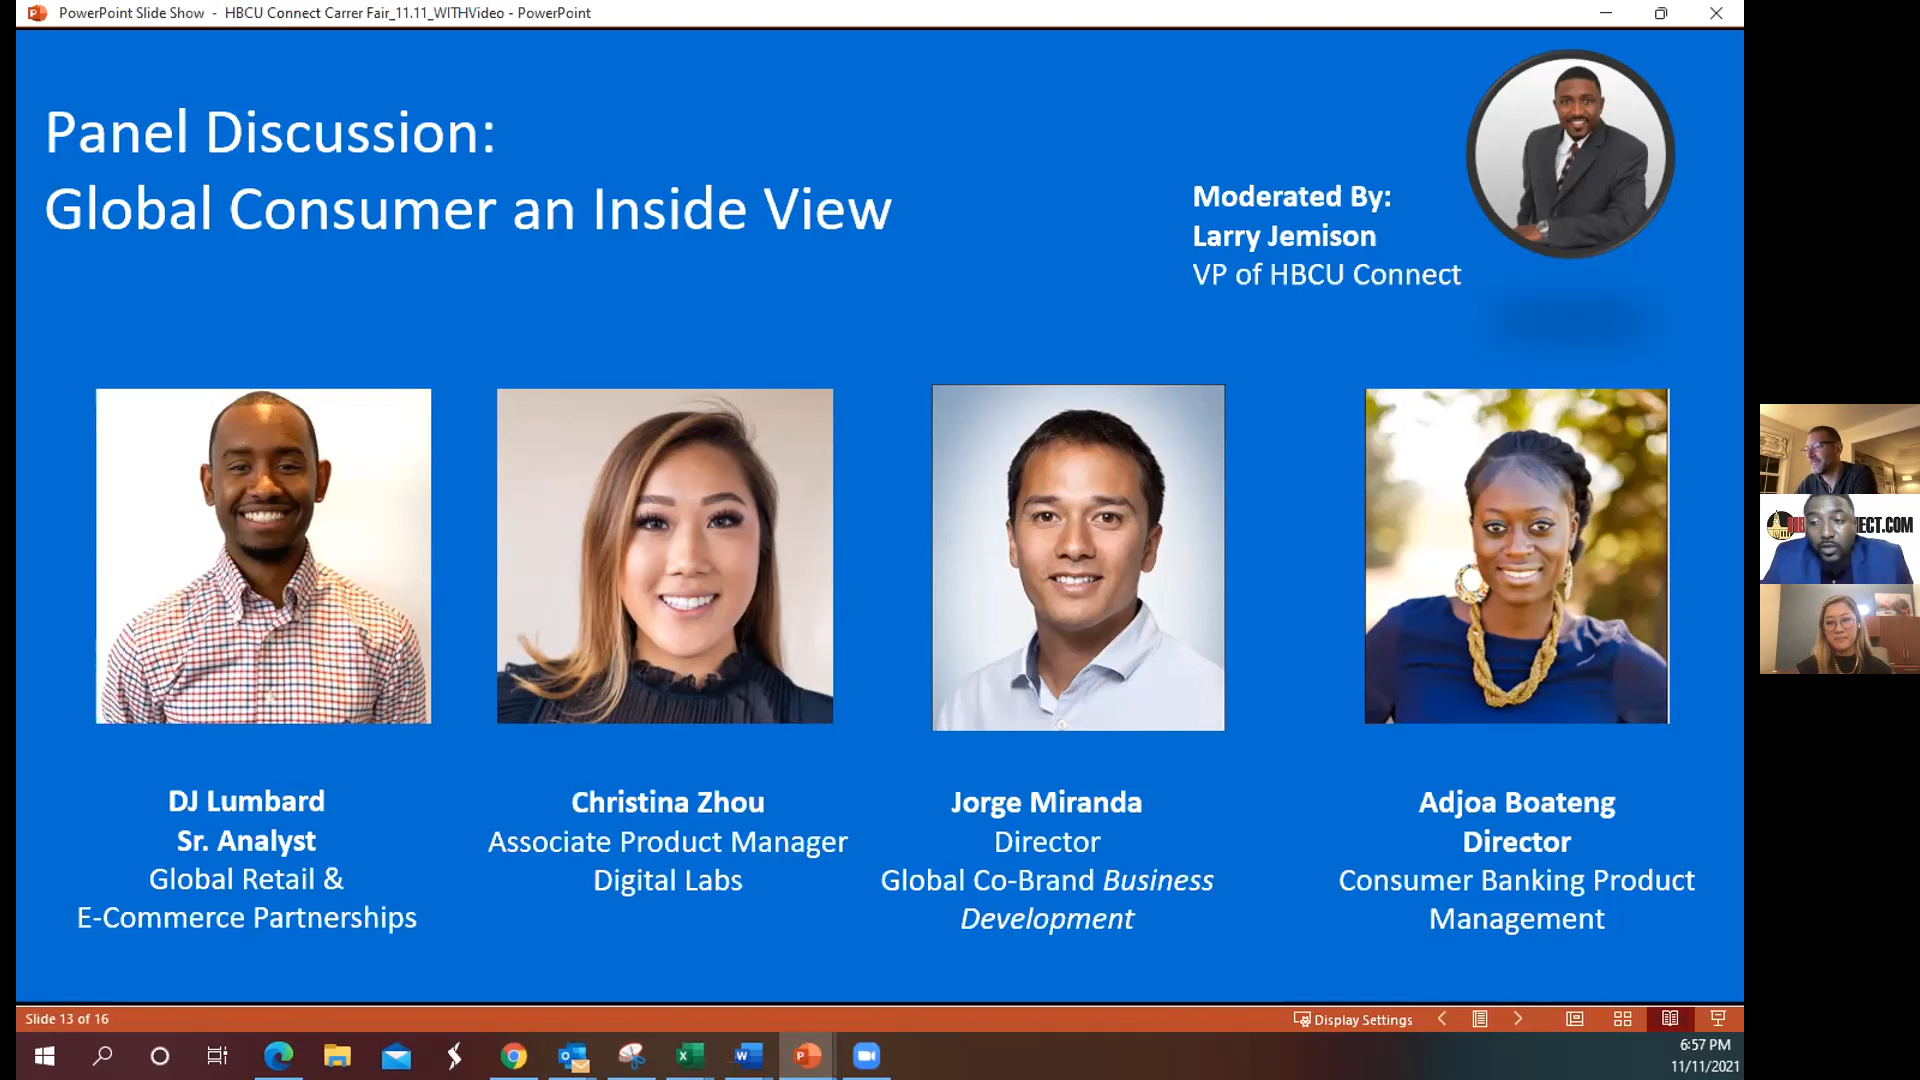 PowerPoint Slide Show - HBCU Connect Carrer Fair_11.11_WITHVideo - PowerPoint
Panel Discussion:
Global Consumer an Inside View
Moderated By:
Larry Jemison
VP of HBCU Connect
ECT.COM
DJ Lumbard
Sr. Analyst
Global Retail &
E-Commerce Partnerships
Christina Zhou
Associate Product Manager
Digital Labs
Jorge Miranda
Director
Global Co-Brand Business
Development
Adjoa Boateng
Director
Consumer Banking Product
Management
Slide 13 of 16
Display Settings
6:57 PM
11/11/2021